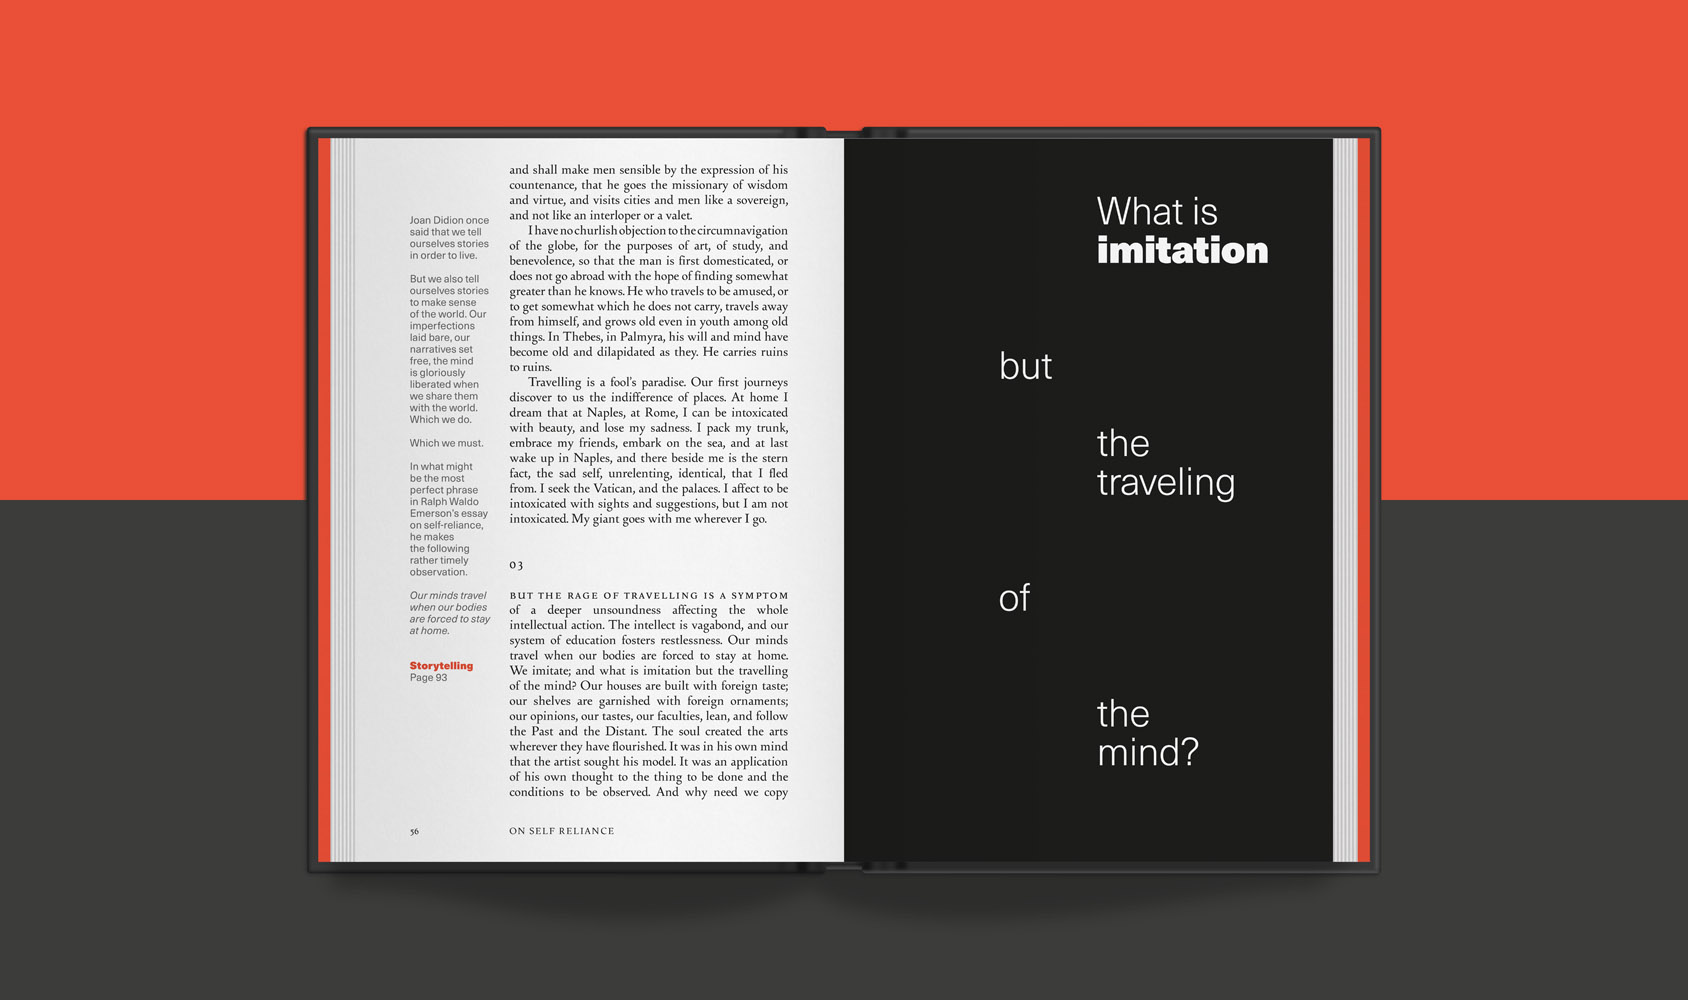 Joan Didion once
said that we tell
ourselves stories
in order to live.
But we also tell
ourselves stories
to make sense
of the world. Our
imperfections
laid bare, our
narratives set
free, the mind
is gloriously
liberated when
we share them
with the world.
Which we do.
Which we must.
In what might
be the most
perfect phrase
in Ralph Waldo
Emerson's essay
on self-reliance,
he makes
the following
rather timely
observation.
Our minds travel
when our bodies
are forced to stay
at home.
Storytelling
Page 93
and shall make men sensible by the expression of his
countenance, that he goes the missionary of wisdom
and virtue, and visits cities and men like a sovereign,
and not like an interloper or a valet.
I have no churlish objection to the circumnavigation
of the globe, for the purposes of art, of study, and
benevolence, so that the man is first domesticated, or
does not go abroad with the hope of finding somewhat
greater than he knows. He who travels to be amused, or
to get somewhat which he does not carry, travels away
from himself, and grows old even in youth among old
things. In Thebes, in Palmyra, his will and mind have
become old and dilapidated as they. He carries ruins
to ruins.
Travelling is a fool's paradise. Our first journeys
discover to us the indifference of places. At home I
dream that at Naples, at Rome, I can be intoxicated
with beauty, and lose my sadness. I pack my trunk,
embrace my friends, embark on the sea, and at last
wake up in Naples, and there beside me is the stern
fact, the sad self, unrelenting, identical, that I fled
from. I seek the Vatican, and the palaces. I affect to be
intoxicated with sights and suggestions, but I am not
intoxicated. My giant goes with me wherever I go.
03
BUT THE RAGE OF TRAVELLING IS A SYMPTOM
of a deeper unsoundness affecting the whole
intellectual action. The intellect is vagabond, and our
system of education fosters restlessness. Our minds
travel when our bodies are forced to stay at home.
We imitate; and what is imitation but the travelling
of the mind? Our houses are built with foreign taste;
our shelves are garnished with foreign ornaments;
our opinions, our tastes, our faculties, lean, and follow
the Past and the Distant. The soul created the arts
wherever they have flourished. It was in his own mind
that the artist sought his model. It was an application
of his own thought to the thing to be done and the
conditions to be observed. And why need we copy
56
ON SELF RELIANCE
What is
imitation
but
the
traveling
of
the
mind?